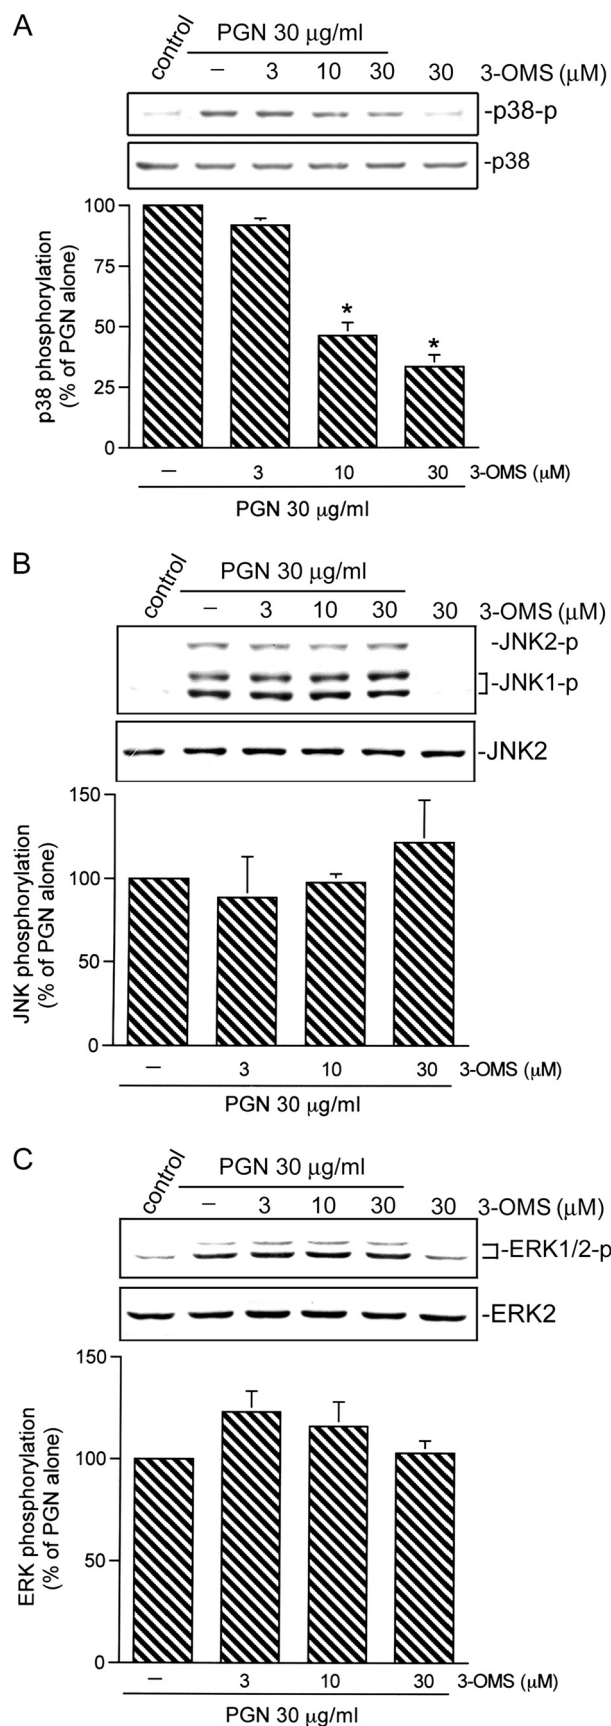 A
control
PGN 30 μg/ml
– 3 10 30 30 3-OMS (μM)
-p38-p
-p38
p38 phosphorylation
(% of PGN alone)
100
75
50
25
0
*
*
– 3 10 30 3-OMS (μM)
PGN 30 μg/ml
B
control
PGN 30 μg/ml
– 3 10 30 30 3-OMS (μM)
-JNK2-p
-JNK1-p
-JNK2
JNK phosphorylation
(% of PGN alone)
150
100
50
0
– 3 10 30 3-OMS (μM)
PGN 30 μg/ml
C
control
PGN 30 μg/ml
– 3 10 30 30 3-OMS (μM)
-ERK1/2-p
-ERK2
ERK phosphorylation
(% of PGN alone)
150
100
50
0
– 3 10 30 3-OMS (μM)
PGN 30 μg/ml